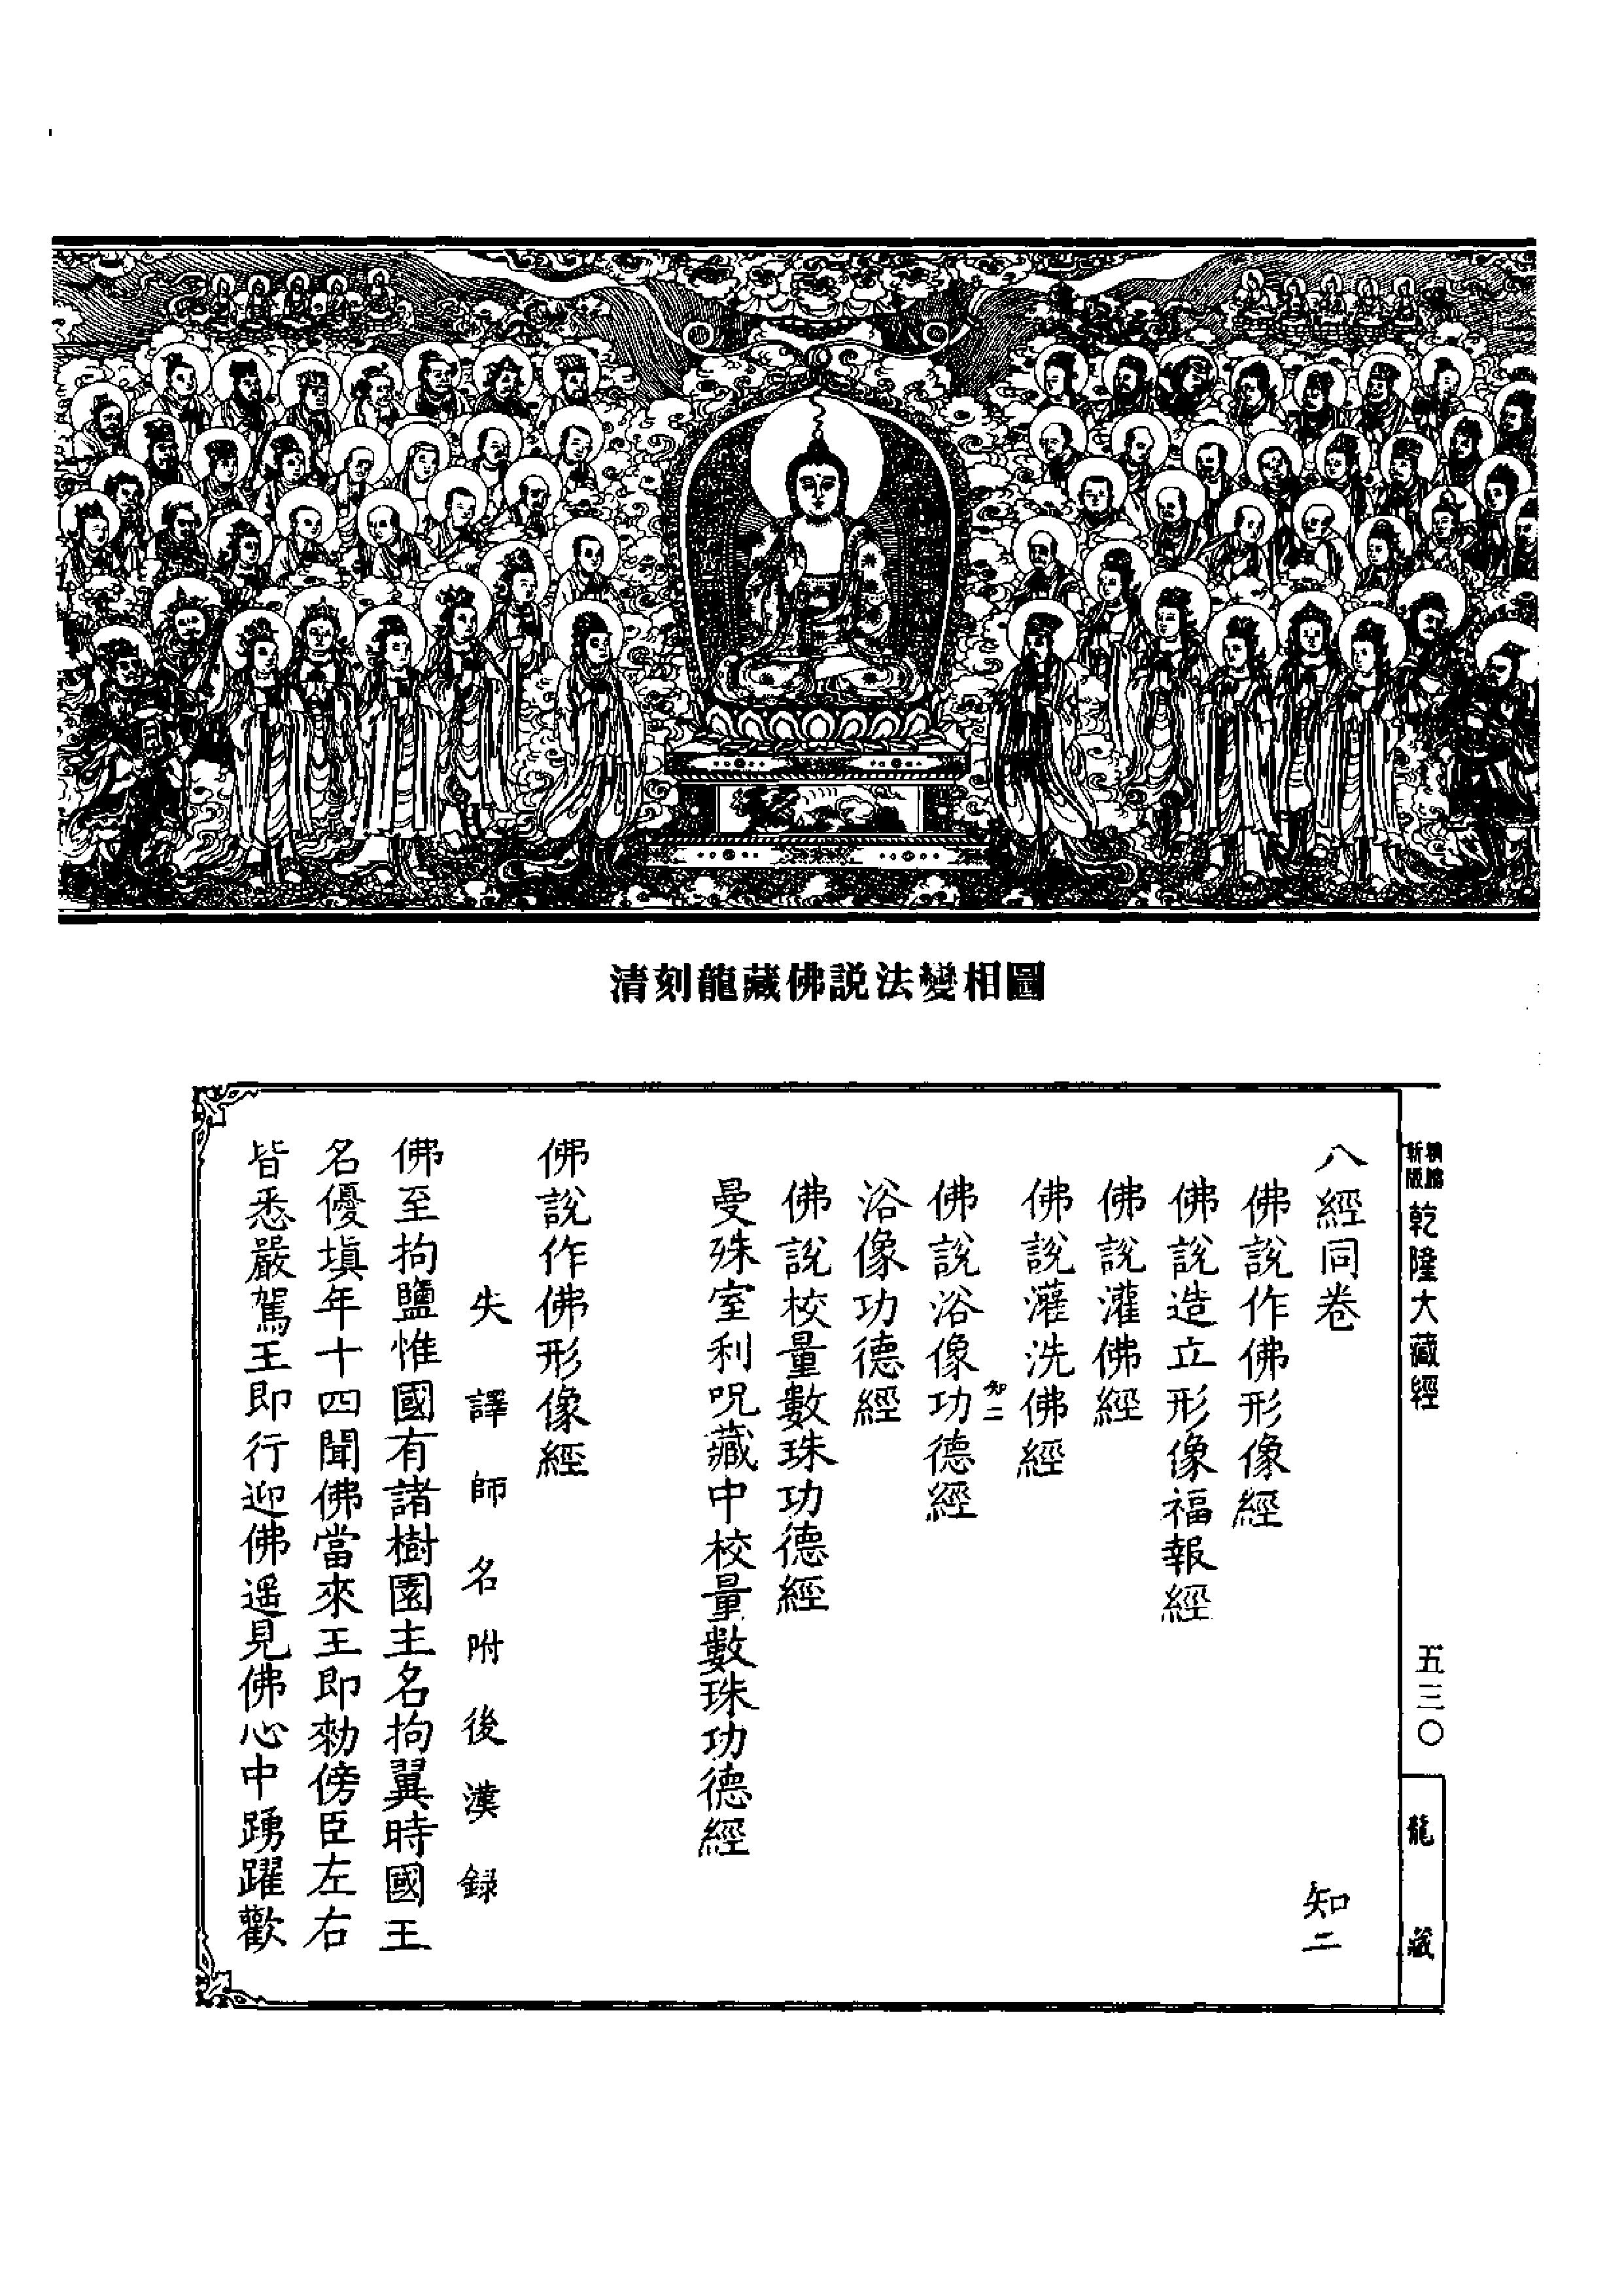 清刻龍藏佛説法變相圖
新版
乾隆大藏經
五三〇
龍藏
八經同卷
知二
佛說作佛形像經
佛說造立形像福報經
佛說灌佛經
佛說灌洗佛經
知二
佛說浴像功德經
浴像功德經
佛說校量數珠功德經
曼殊室利呪藏中校量數珠功德經
佛說作佛形像經
失譯師名附後漢録
佛至拘鹽惟國有諸樹園主名拘翼時國王
名優塡年十四聞佛當來王即勑傍臣左右
皆悉嚴駕王即行迎佛遥見佛心中踴躍歡